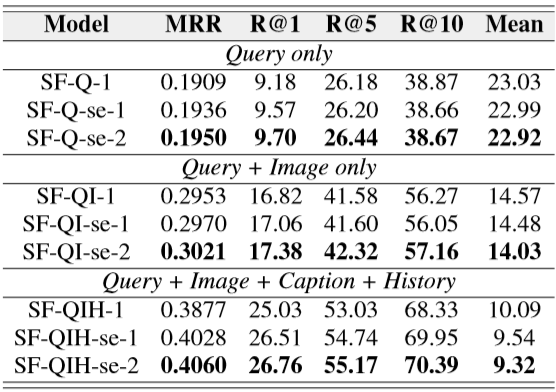 Model MRR R@1 R@5 R@10 Mean
Query only
SF-Q-1 0.1909 9.18 26.18 38.87 23.03
SF-Q-se-1 0.1936 9.57 26.20 38.66 22.99
SF-Q-se-2 0.1950 9.70 26.44 38.67 22.92
Query + Image only
SF-QI-1 0.2953 16.82 41.58 56.27 14.57
SF-QI-se-1 0.2970 17.06 41.60 56.05 14.48
SF-QI-se-2 0.3021 17.38 42.32 57.16 14.03
Query + Image + Caption + History
SF-QIH-1 0.3877 25.03 53.03 68.33 10.09
SF-QIH-se-1 0.4028 26.51 54.74 69.95 9.54
SF-QIH-se-2 0.4060 26.76 55.17 70.39 9.32